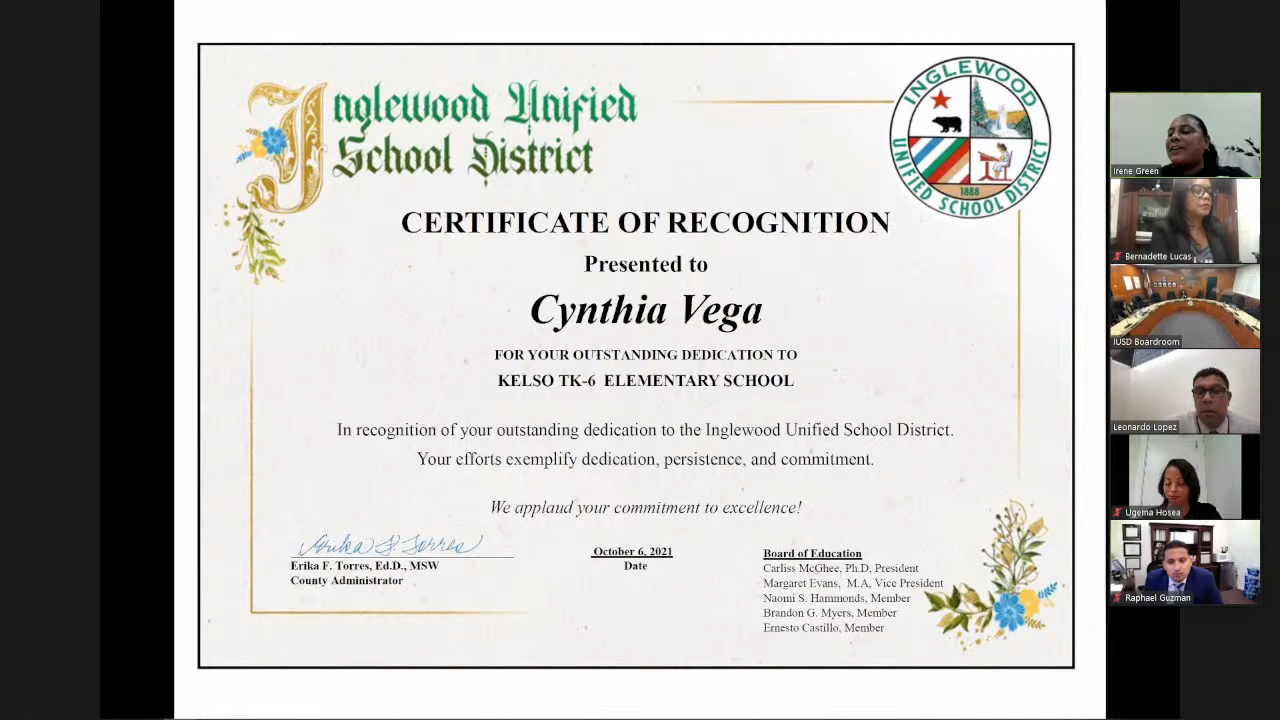 Inglewood Unified
School District
INGLEWOOD
UNIFIED SCHOOL DISTRICT
1888
CERTIFICATE OF RECOGNITION
Presented to
Cynthia Vega
FOR YOUR OUTSTANDING DEDICATION TO
KELSO TK-6 ELEMENTARY SCHOOL
In recognition of your outstanding dedication to the Inglewood Unified School District.
Your efforts exemplify dedication, persistence, and commitment.
We applaud your commitment to excellence!
Erika F. Torres
Erika F. Torres, Ed.D., MSW
County Administrator
October 6, 2021
Date
Board of Education
Carliss McGhee, Ph.D, President
Margaret Evans, M.A, Vice President
Naomi S. Hammonds, Member
Brandon G. Myers, Member
Ernesto Castillo, Member
Irene Green
Bernadette Lucas
IUSD Boardroom
Leonardo Lopez
Ugema Hosea
Raphael Guzman